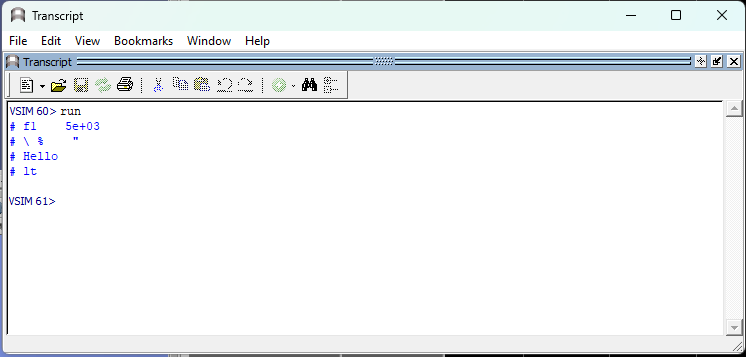 Transcript
File Edit View Bookmarks Window Help
Transcript
VSIM 60> run
# fl    5e+03
# \ %    "
# Hello
# lt
VSIM 61>